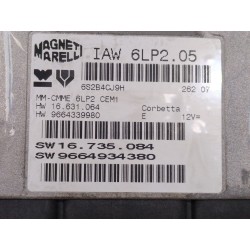 MAGNETI MARELLI
IAW 6LP2.05
6S2B4CJ9H 262 07
MM-CMME 6LP2 CEM1
HW 16.631.064 Corbetta
HW 9664339980 E 12V=
SW16.735.084
SW9664934380